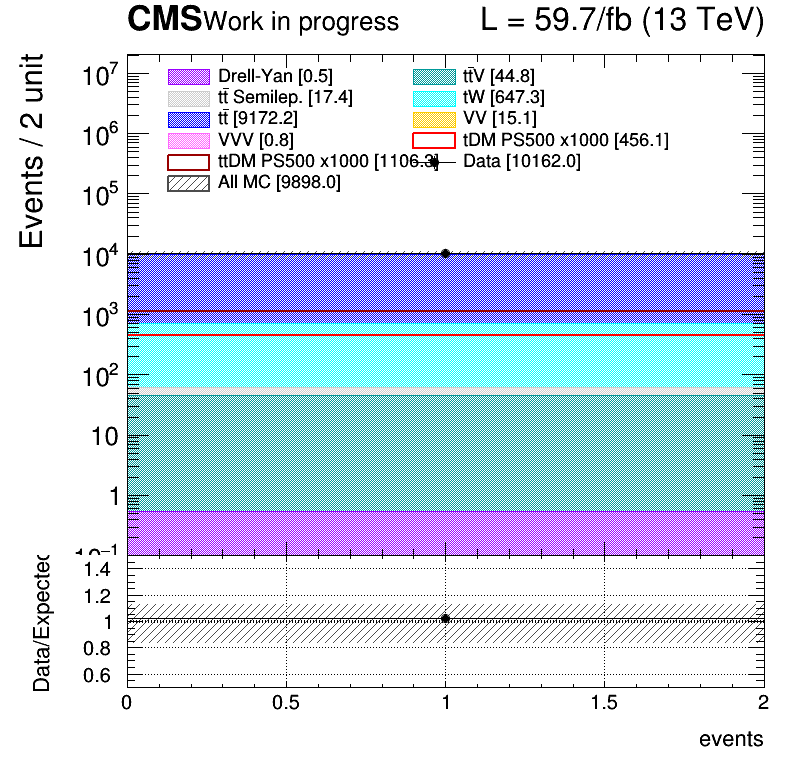 CMS Work in progress L = 59.7/fb (13 TeV)
Events / 2 unit
10⁷
10⁶
10⁵
10⁴
10³
10²
10
1
10⁻¹
Drell-Yan [0.5] tt̄V [44.8]
tt̄ Semilep. [17.4] tW [647.3]
tt̄ [9172.2] VV [15.1]
VVV [0.8] tDM PS500 x1000 [456.1]
ttDM PS500 x1000 [1106.3] Data [10162.0]
All MC [9898.0]
Data/Expected
1.4
1.2
1
0.8
0.6
0 0.5 1 1.5 2
events